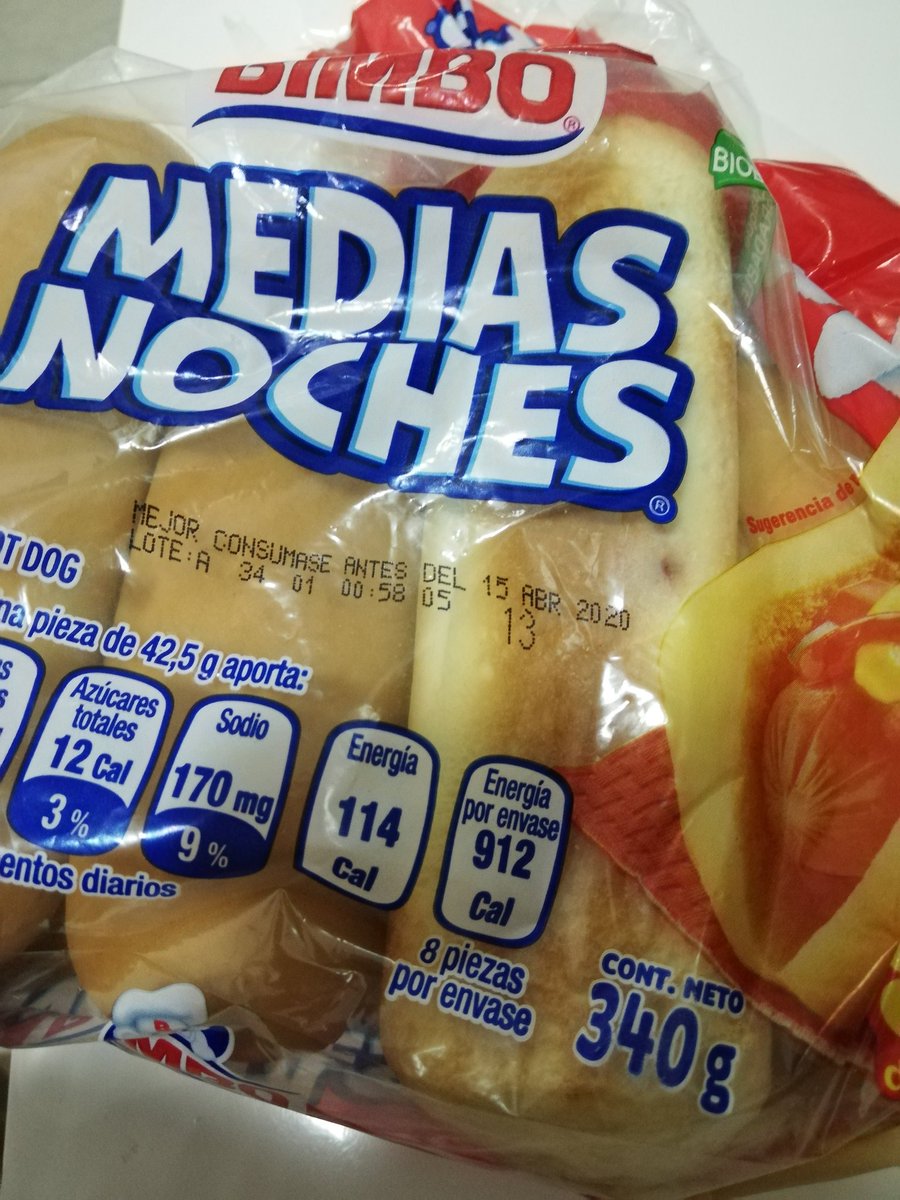 BIMBO®
MEDIAS
NOCHES®
Sugerencia de
MEJOR CONSUMASE ANTES DEL 15 ABR 2020
LOTE:A 34 01 00:58 05 13
OT DOG
na pieza de 42,5 g aporta:
Azúcares
totales
12 Cal
3 %
Sodio
170 mg
9 %
Energía
114
Cal
Energía
por envase
912
Cal
entos diarios
8 piezas
por envase
CONT. NETO
340 g